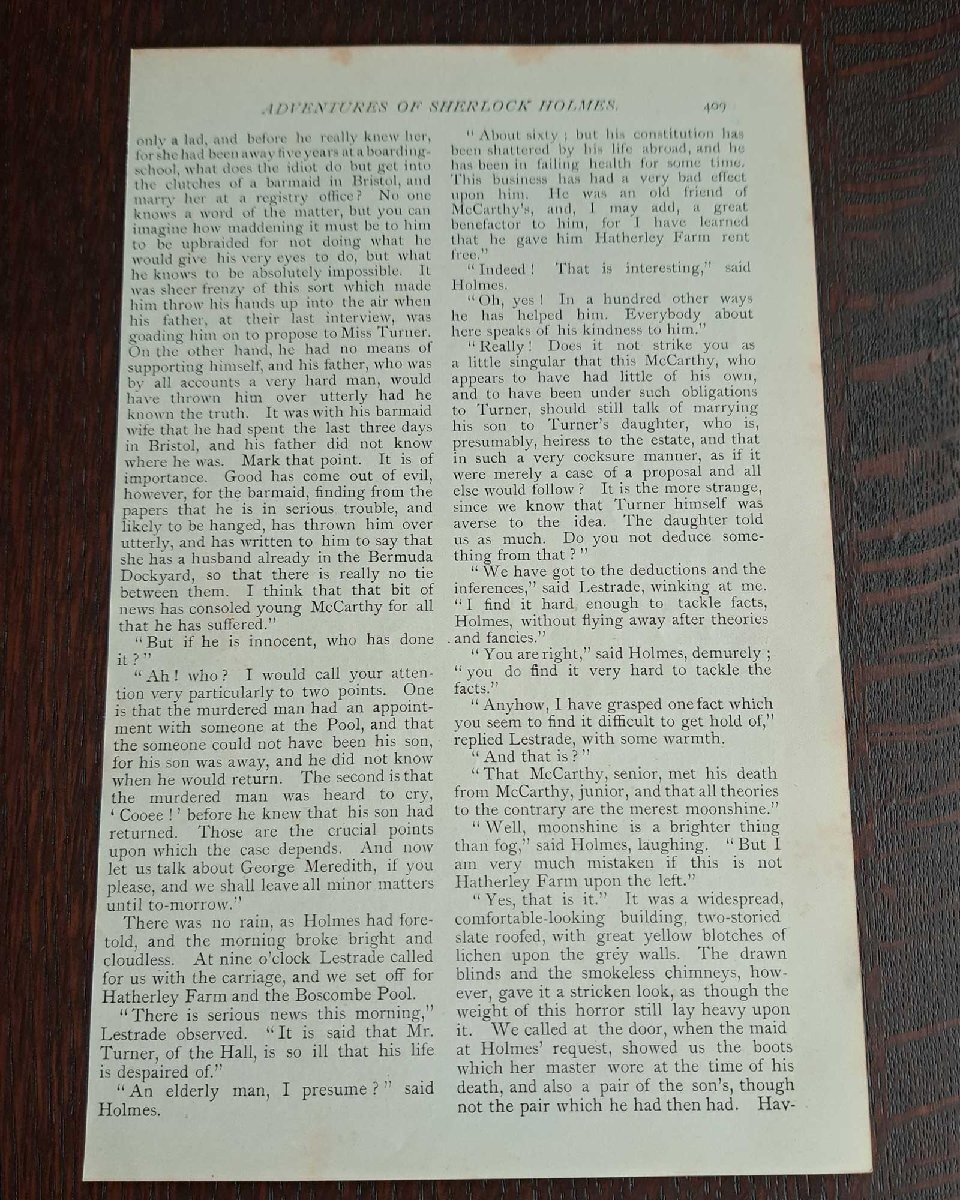 ADVENTURES OF SHERLOCK HOLMES. 409
only a lad, and before he really knew her,
for she had been away five years at a boarding-
school, what does the idiot do but get into
the clutches of a barmaid in Bristol, and
marry her at a registry office? No one
knows a word of the matter, but you can
imagine how maddening it must be to him
to be upbraided for not doing what he
would give his very eyes to do, but what
he knows to be absolutely impossible. It
was sheer frenzy of this sort which made
him throw his hands up into the air when
his father, at their last interview, was
goading him on to propose to Miss Turner.
On the other hand, he had no means of
supporting himself, and his father, who was
by all accounts a very hard man, would
have thrown him over utterly had he
known the truth. It was with his barmaid
wife that he had spent the last three days
in Bristol, and his father did not know
where he was. Mark that point. It is of
importance. Good has come out of evil,
however, for the barmaid, finding from the
papers that he is in serious trouble, and
likely to be hanged, has thrown him over
utterly, and has written to him to say that
she has a husband already in the Bermuda
Dockyard, so that there is really no tie
between them. I think that that bit of
news has consoled young McCarthy for all
that he has suffered."
"But if he is innocent, who has done
it?"
"Ah! who? I would call your atten-
tion very particularly to two points. One
is that the murdered man had an appoint-
ment with someone at the Pool, and that
the someone could not have been his son,
for his son was away, and he did not know
when he would return. The second is that
the murdered man was heard to cry,
'Cooee!' before he knew that his son had
returned. Those are the crucial points
upon which the case depends. And now
let us talk about George Meredith, if you
please, and we shall leave all minor matters
until to-morrow."
There was no rain, as Holmes had fore-
told, and the morning broke bright and
cloudless. At nine o'clock Lestrade called
for us with the carriage, and we set off for
Hatherley Farm and the Boscombe Pool.
"There is serious news this morning,"
Lestrade observed. "It is said that Mr.
Turner, of the Hall, is so ill that his life
is despaired of."
"An elderly man, I presume?" said
Holmes.
"About sixty; but his constitution has
been shattered by his life abroad, and he
has been in failing health for some time.
This business has had a very bad effect
upon him. He was an old friend of
McCarthy's, and, I may add, a great
benefactor to him, for I have learned
that he gave him Hatherley Farm rent
free."
"Indeed! That is interesting," said
Holmes.
"Oh, yes! In a hundred other ways
he has helped him. Everybody about
here speaks of his kindness to him."
"Really! Does it not strike you as
a little singular that this McCarthy, who
appears to have had little of his own,
and to have been under such obligations
to Turner, should still talk of marrying
his son to Turner's daughter, who is,
presumably, heiress to the estate, and that
in such a very cocksure manner, as if it
were merely a case of a proposal and all
else would follow? It is the more strange,
since we know that Turner himself was
averse to the idea. The daughter told
us as much. Do you not deduce some-
thing from that?"
"We have got to the deductions and the
inferences," said Lestrade, winking at me.
"I find it hard enough to tackle facts,
Holmes, without flying away after theories
and fancies."
"You are right," said Holmes, demurely;
"you do find it very hard to tackle the
facts."
"Anyhow, I have grasped one fact which
you seem to find it difficult to get hold of,"
replied Lestrade, with some warmth.
"And that is?"
"That McCarthy, senior, met his death
from McCarthy, junior, and that all theories
to the contrary are the merest moonshine."
"Well, moonshine is a brighter thing
than fog," said Holmes, laughing. "But I
am very much mistaken if this is not
Hatherley Farm upon the left."
"Yes, that is it." It was a widespread,
comfortable-looking building, two-storied
slate roofed, with great yellow blotches of
lichen upon the grey walls. The drawn
blinds and the smokeless chimneys, how-
ever, gave it a stricken look, as though the
weight of this horror still lay heavy upon
it. We called at the door, when the maid
at Holmes' request, showed us the boots
which her master wore at the time of his
death, and also a pair of the son's, though
not the pair which he had then had. Hav-